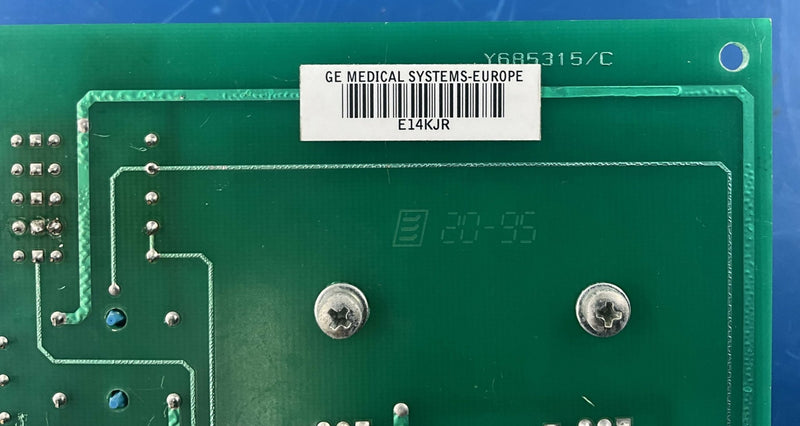 Y685315/C
GE MEDICAL SYSTEMS-EUROPE
E14KJR
20-95